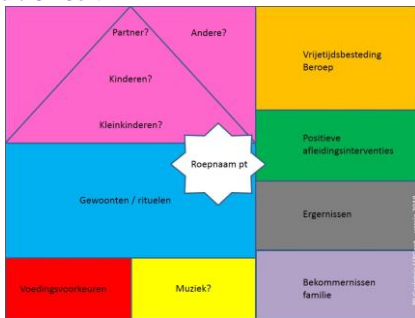 Partner?
Andere?
Kinderen?
Kleinkinderen?
Roepnaam pt
Gewoonten / rituelen
Voedingsvoorkeuren
Muziek?
Vrijetijdsbesteding
Beroep
Positieve
afleidingsinterventies
Ergernissen
Bekommernissen
familie